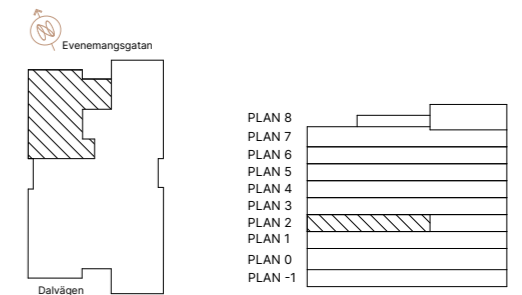 Evenemangsgatan
Dalvägen
PLAN 8
PLAN 7
PLAN 6
PLAN 5
PLAN 4
PLAN 3
PLAN 2
PLAN 1
PLAN 0
PLAN -1